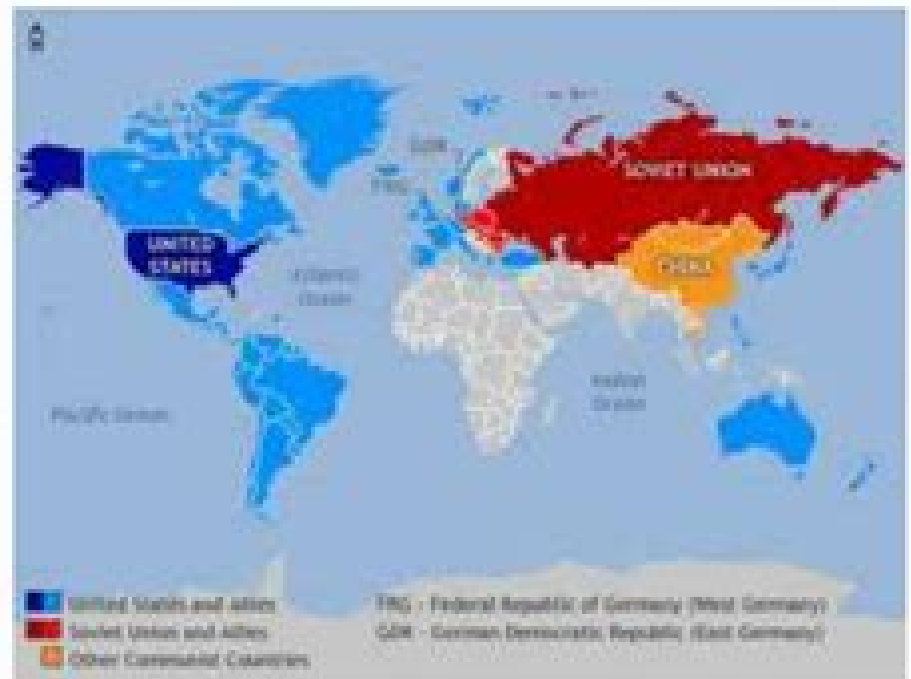 GDR
FRG
SOVIET UNION
UNITED
STATES
CHINA
Atlantic
Ocean
Indian
Ocean
Pacific Ocean
United States and allies
Soviet Union and Allies
Other Communist Countries
FRG - Federal Republic of Germany (West Germany)
GDR - German Democratic Republic (East Germany)